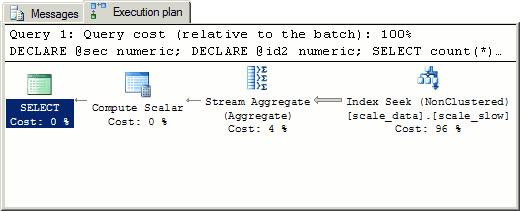 Messages Execution plan
Query 1: Query cost (relative to the batch): 100%
DECLARE @sec numeric; DECLARE @id2 numeric; SELECT count(*)…
SELECT
Cost: 0 %
Compute Scalar
Cost: 0 %
Stream Aggregate
(Aggregate)
Cost: 4 %
Index Seek (NonClustered)
[scale_data].[scale_slow]
Cost: 96 %